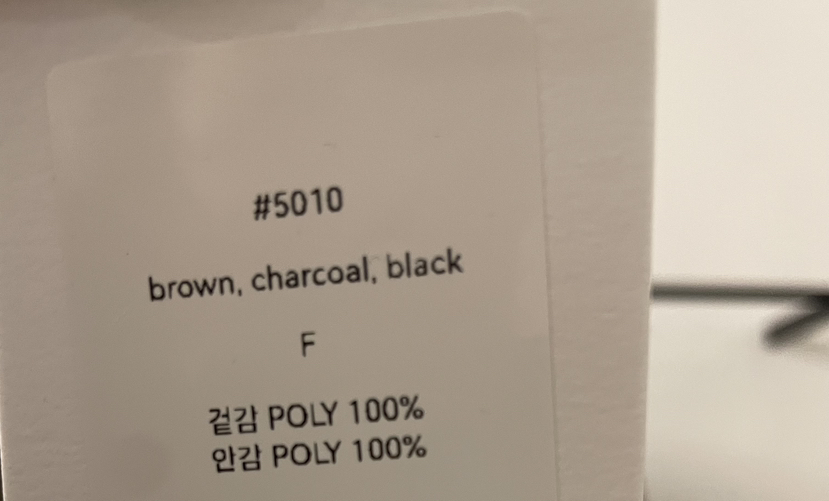 #5010
brown, charcoal, black
F
겉감 POLY 100%
안감 POLY 100%